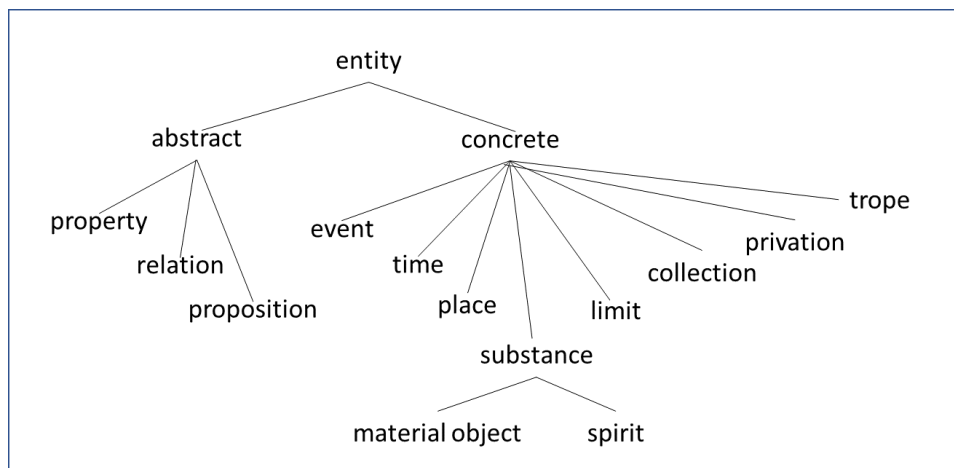 entity
abstract
concrete
property
event
trope
relation
time
collection
privation
proposition
place
limit
substance
material object
spirit